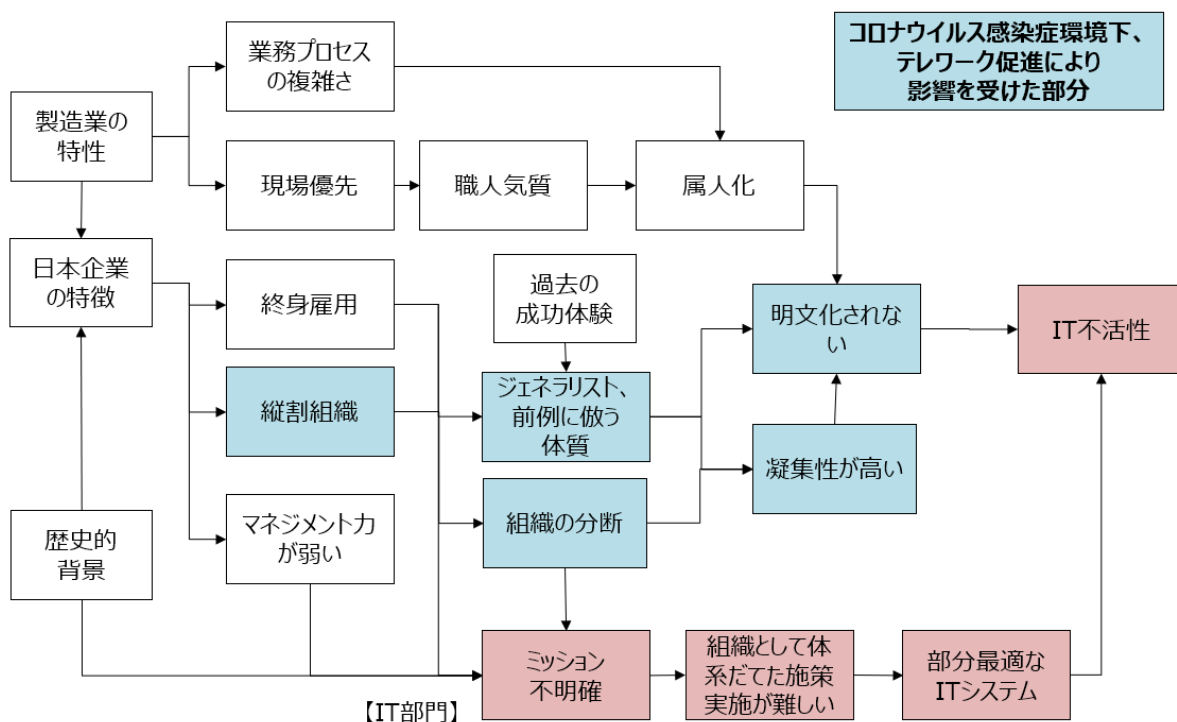 業務プロセス
の複雑さ
コロナウイルス感染症環境下、
テレワーク促進により
影響を受けた部分
製造業の
特性
現場優先
職人気質
属人化
日本企業
の特徴
終身雇用
過去の
成功体験
明文化されな
い
IT不活性
縦割組織
ジェネラリスト、
前例に倣う
体質
凝集性が高い
歴史的
背景
マネジメント力
が弱い
組織の分断
ミッション
不明確
組織として体
系だてた施策
実施が難しい
部分最適な
ITシステム
【IT部門】